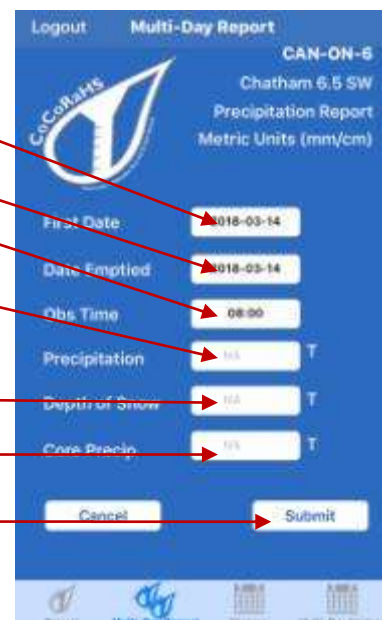 Logout Multi-Day Report
CAN-ON-6
Chatham 6.5 SW
Precipitation Report
Metric Units (mm/cm)
CoCoRaHS
First Date 2018-03-14
Date Emptied 2018-03-14
Obs Time 08:00
Precipitation NA T
Depth of Snow NA T
Core Precip NA T
Cancel Submit